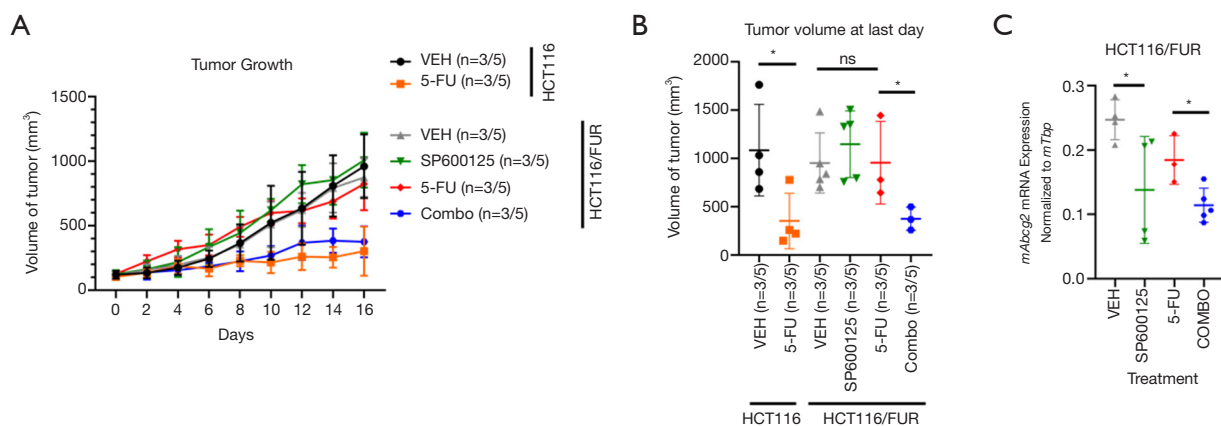 A
Tumor Growth
Volume of tumor (mm³)
1500
1000
500
0
0 2 4 6 8 10 12 14 16
Days
VEH (n=3/5)
5-FU (n=3/5)
HCT116
VEH (n=3/5)
SP600125 (n=3/5)
5-FU (n=3/5)
Combo (n=3/5)
HCT116/FUR
B
Tumor volume at last day
Volume of tumor (mm³)
2000
1500
1000
500
0
*
ns
*
VEH (n=3/5)
5-FU (n=3/5)
VEH (n=3/5)
SP600125 (n=3/5)
5-FU (n=3/5)
Combo (n=3/5)
HCT116
HCT116/FUR
C
HCT116/FUR
mAbcg2 mRNA Expression
Normalized to mTbp
0.3
0.2
0.1
0.0
*
*
VEH
SP600125
5-FU
COMBO
Treatment